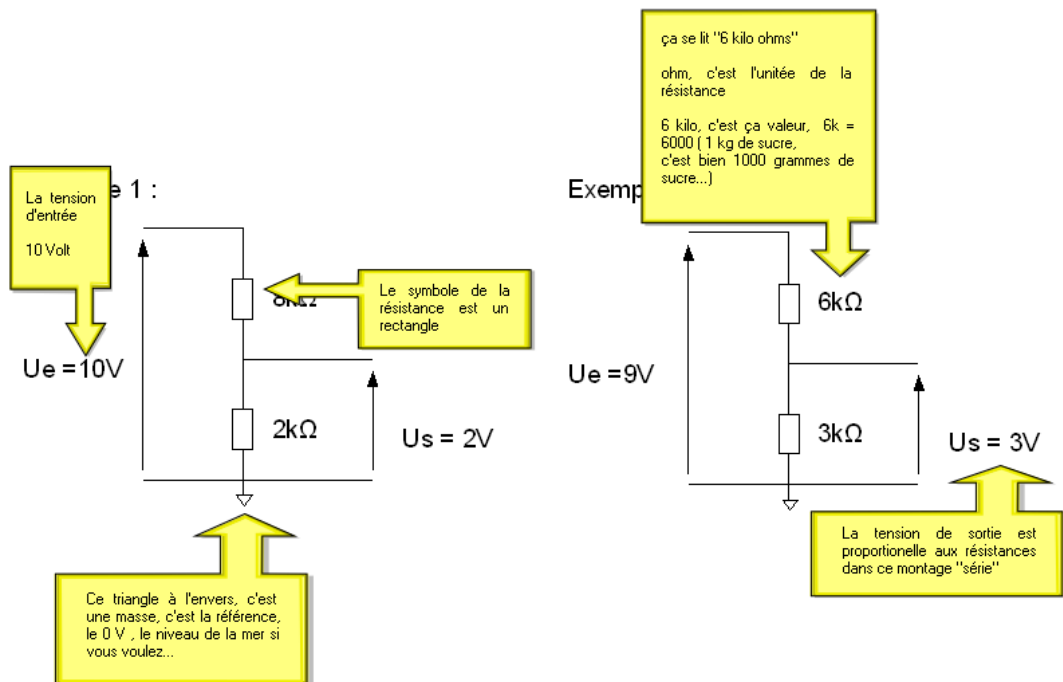 ça se lit "6 kilo ohms"
ohm, c'est l'unitée de la
résistance
6 kilo, c'est ça valeur, 6k =
6000 ( 1 kg de sucre,
c'est bien 1000 grammes de
sucre...)
La tension
d'entrée
10 Volt
e 1 :
Exemp
Le symbole de la
résistance est un
rectangle
8kΩ
6kΩ
Ue =10V
Ue =9V
2kΩ
Us = 2V
3kΩ
Us = 3V
La tension de sortie est
proportionelle aux résistances
dans ce montage "série"
Ce triangle à l'envers, c'est
une masse, c'est la référence,
le 0 V , le niveau de la mer si
vous voulez...